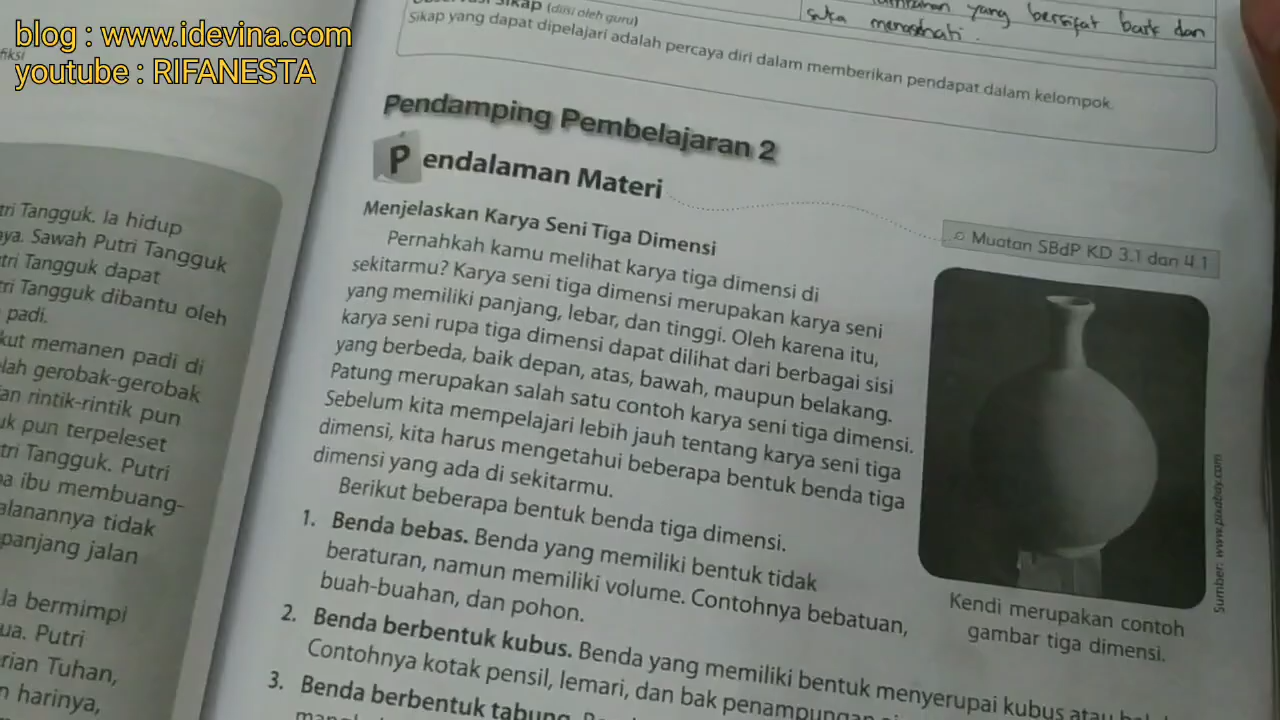 blog : www.idevina.com
youtube : RIFANESTA
fiksi
tri Tangguk. Ia hidup
aya. Sawah Putri Tangguk
tri Tangguk dapat
tri Tangguk dibantu oleh
padi.
kut memanen padi di
lah gerobak-gerobak
an rintik-rintik pun
uk pun terpeleset
tri Tangguk. Putri
a ibu membuang-
alanannya tidak
panjang jalan
la bermimpi
ua. Putri
rian Tuhan,
n harinya,
yang bersifat baik dan
suka
Sikap (diisi oleh guru)
Sikap yang dapat dipelajari adalah percaya diri dalam memberikan pendapat dalam kelompok.
Pendamping Pembelajaran 2
Pendalaman Materi
Muatan SBdP KD 3.1 dan 4.1
Menjelaskan Karya Seni Tiga Dimensi
Pernahkah kamu melihat karya tiga dimensi di
sekitarmu? Karya seni tiga dimensi merupakan karya seni
yang memiliki panjang, lebar, dan tinggi. Oleh karena itu,
karya seni rupa tiga dimensi dapat dilihat dari berbagai sisi
yang berbeda, baik depan, atas, bawah, maupun belakang.
Patung merupakan salah satu contoh karya seni tiga dimensi.
Sebelum kita mempelajari lebih jauh tentang karya seni tiga
dimensi, kita harus mengetahui beberapa bentuk benda tiga
dimensi yang ada di sekitarmu.
Berikut beberapa bentuk benda tiga dimensi.
1. Benda bebas. Benda yang memiliki bentuk tidak
beraturan, namun memiliki volume. Contohnya bebatuan,
buah-buahan, dan pohon.
2. Benda berbentuk kubus. Benda yang memiliki bentuk menyerupai kubus atau
Contohnya kotak pensil, lemari, dan bak penampungan
3. Benda berbentuk tabung.
Sumber: www.pixabay.com
Kendi merupakan contoh
gambar tiga dimensi.